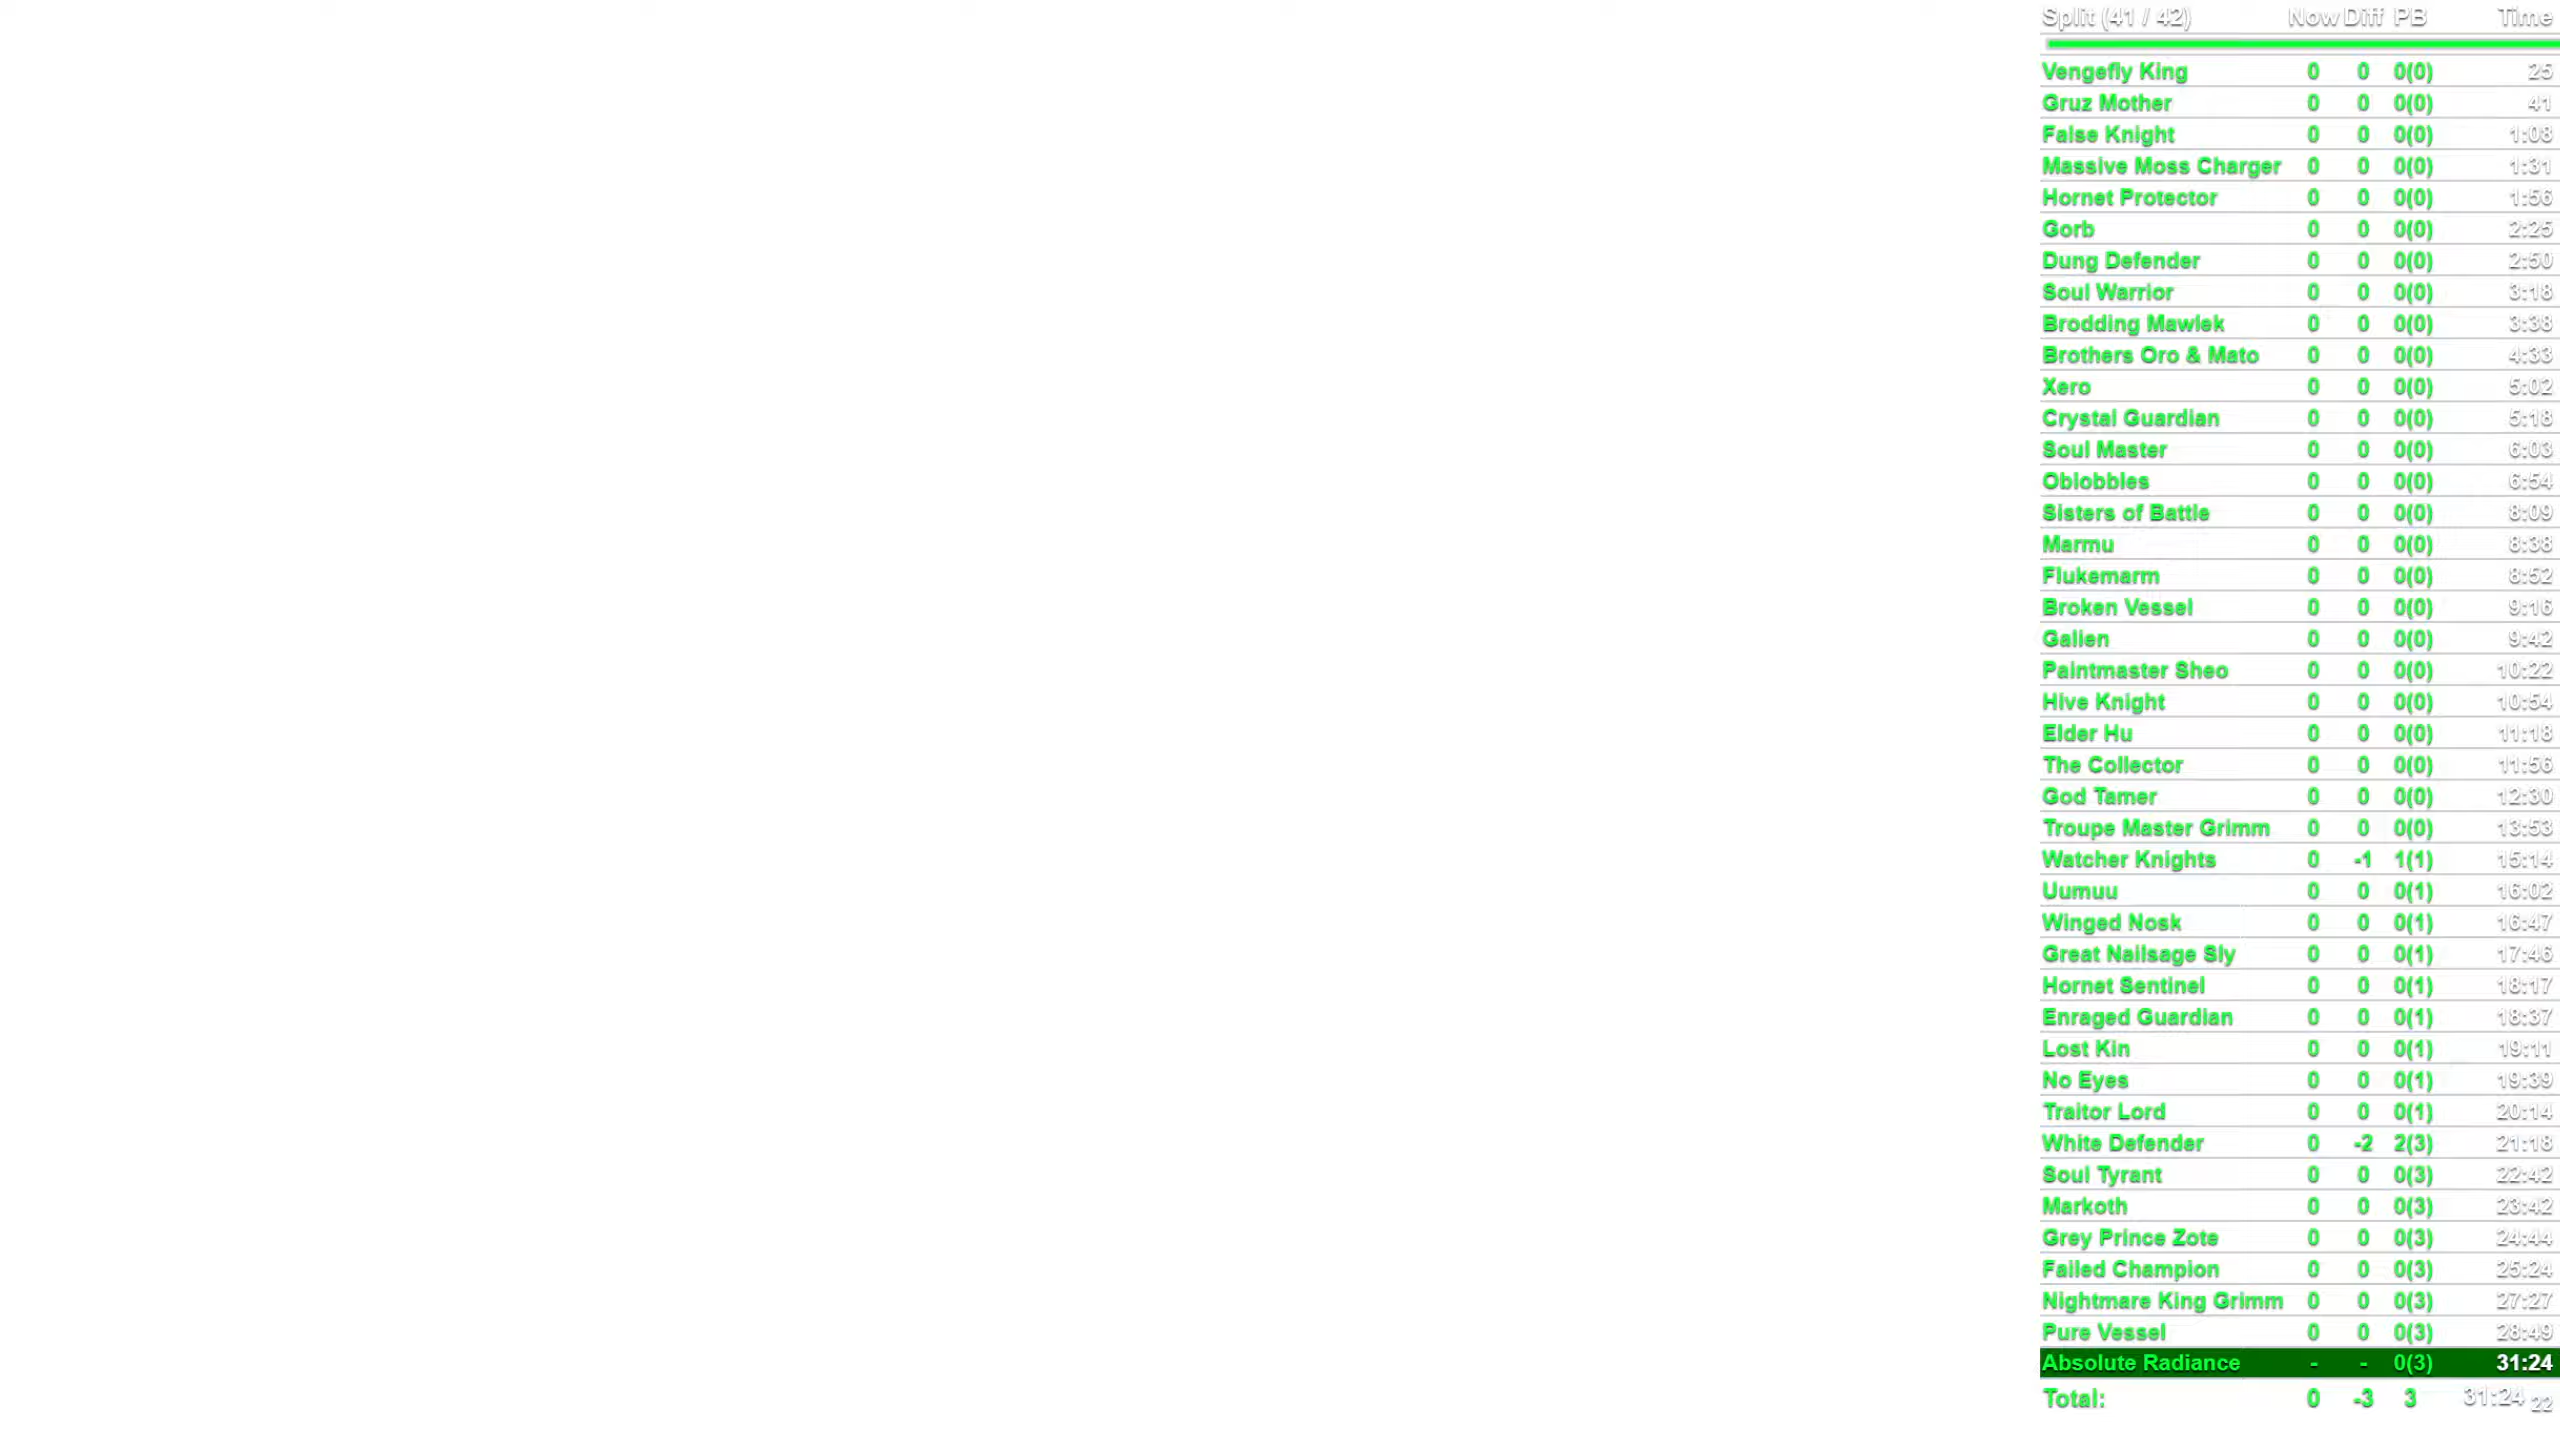 Split (41 / 42) Now Diff PB Time
Vengefly King 0 0 0(0) 25
Gruz Mother 0 0 0(0) 41
False Knight 0 0 0(0) 1:08
Massive Moss Charger 0 0 0(0) 1:31
Hornet Protector 0 0 0(0) 1:56
Gorb 0 0 0(0) 2:25
Dung Defender 0 0 0(0) 2:50
Soul Warrior 0 0 0(0) 3:18
Brodding Mawlek 0 0 0(0) 3:38
Brothers Oro & Mato 0 0 0(0) 4:33
Xero 0 0 0(0) 5:02
Crystal Guardian 0 0 0(0) 5:18
Soul Master 0 0 0(0) 6:03
Oblobbles 0 0 0(0) 6:54
Sisters of Battle 0 0 0(0) 8:09
Marmu 0 0 0(0) 8:38
Flukemarm 0 0 0(0) 8:52
Broken Vessel 0 0 0(0) 9:16
Galien 0 0 0(0) 9:42
Paintmaster Sheo 0 0 0(0) 10:22
Hive Knight 0 0 0(0) 10:54
Elder Hu 0 0 0(0) 11:18
The Collector 0 0 0(0) 11:56
God Tamer 0 0 0(0) 12:30
Troupe Master Grimm 0 0 0(0) 13:53
Watcher Knights 0 -1 1(1) 15:14
Uumuu 0 0 0(1) 16:02
Winged Nosk 0 0 0(1) 16:47
Great Nailsage Sly 0 0 0(1) 17:46
Hornet Sentinel 0 0 0(1) 18:17
Enraged Guardian 0 0 0(1) 18:37
Lost Kin 0 0 0(1) 19:11
No Eyes 0 0 0(1) 19:39
Traitor Lord 0 0 0(1) 20:14
White Defender 0 -2 2(3) 21:18
Soul Tyrant 0 0 0(3) 22:42
Markoth 0 0 0(3) 23:42
Grey Prince Zote 0 0 0(3) 24:44
Failed Champion 0 0 0(3) 25:24
Nightmare King Grimm 0 0 0(3) 27:27
Pure Vessel 0 0 0(3) 28:49
Absolute Radiance - - 0(3) 31:24
Total: 0 -3 3 31:24 22